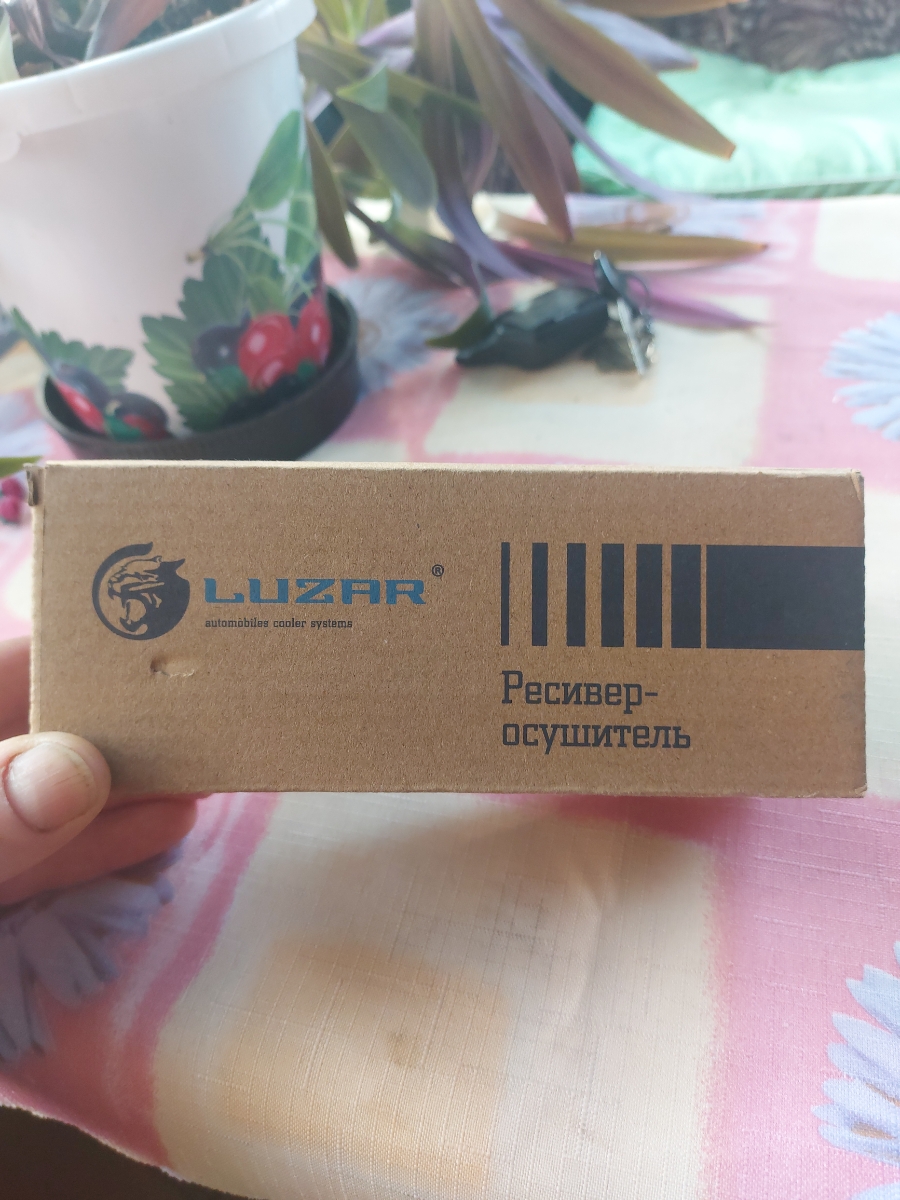 LUZAR®
automobiles cooler systems
Ресивер-
осушитель